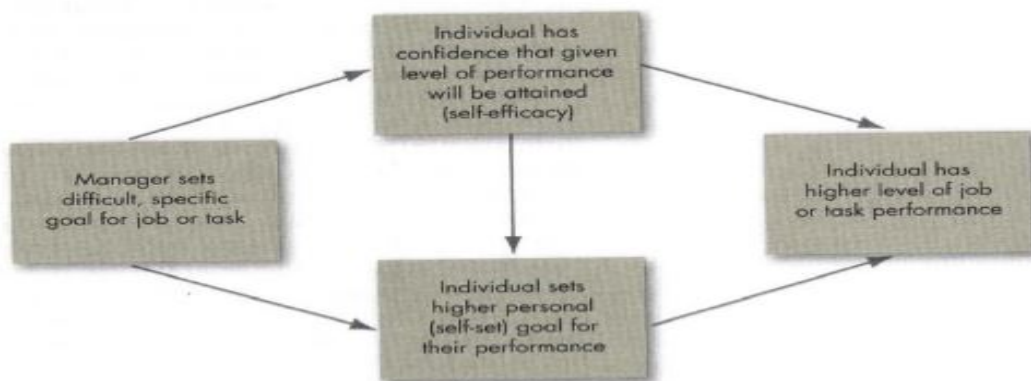 Individual has
confidence that given
level of performance
will be attained
(self-efficacy)
Manager sets
difficult, specific
goal for job or task
Individual has
higher level of job
or task performance
Individual sets
higher personal
(self-set) goal for
their performance